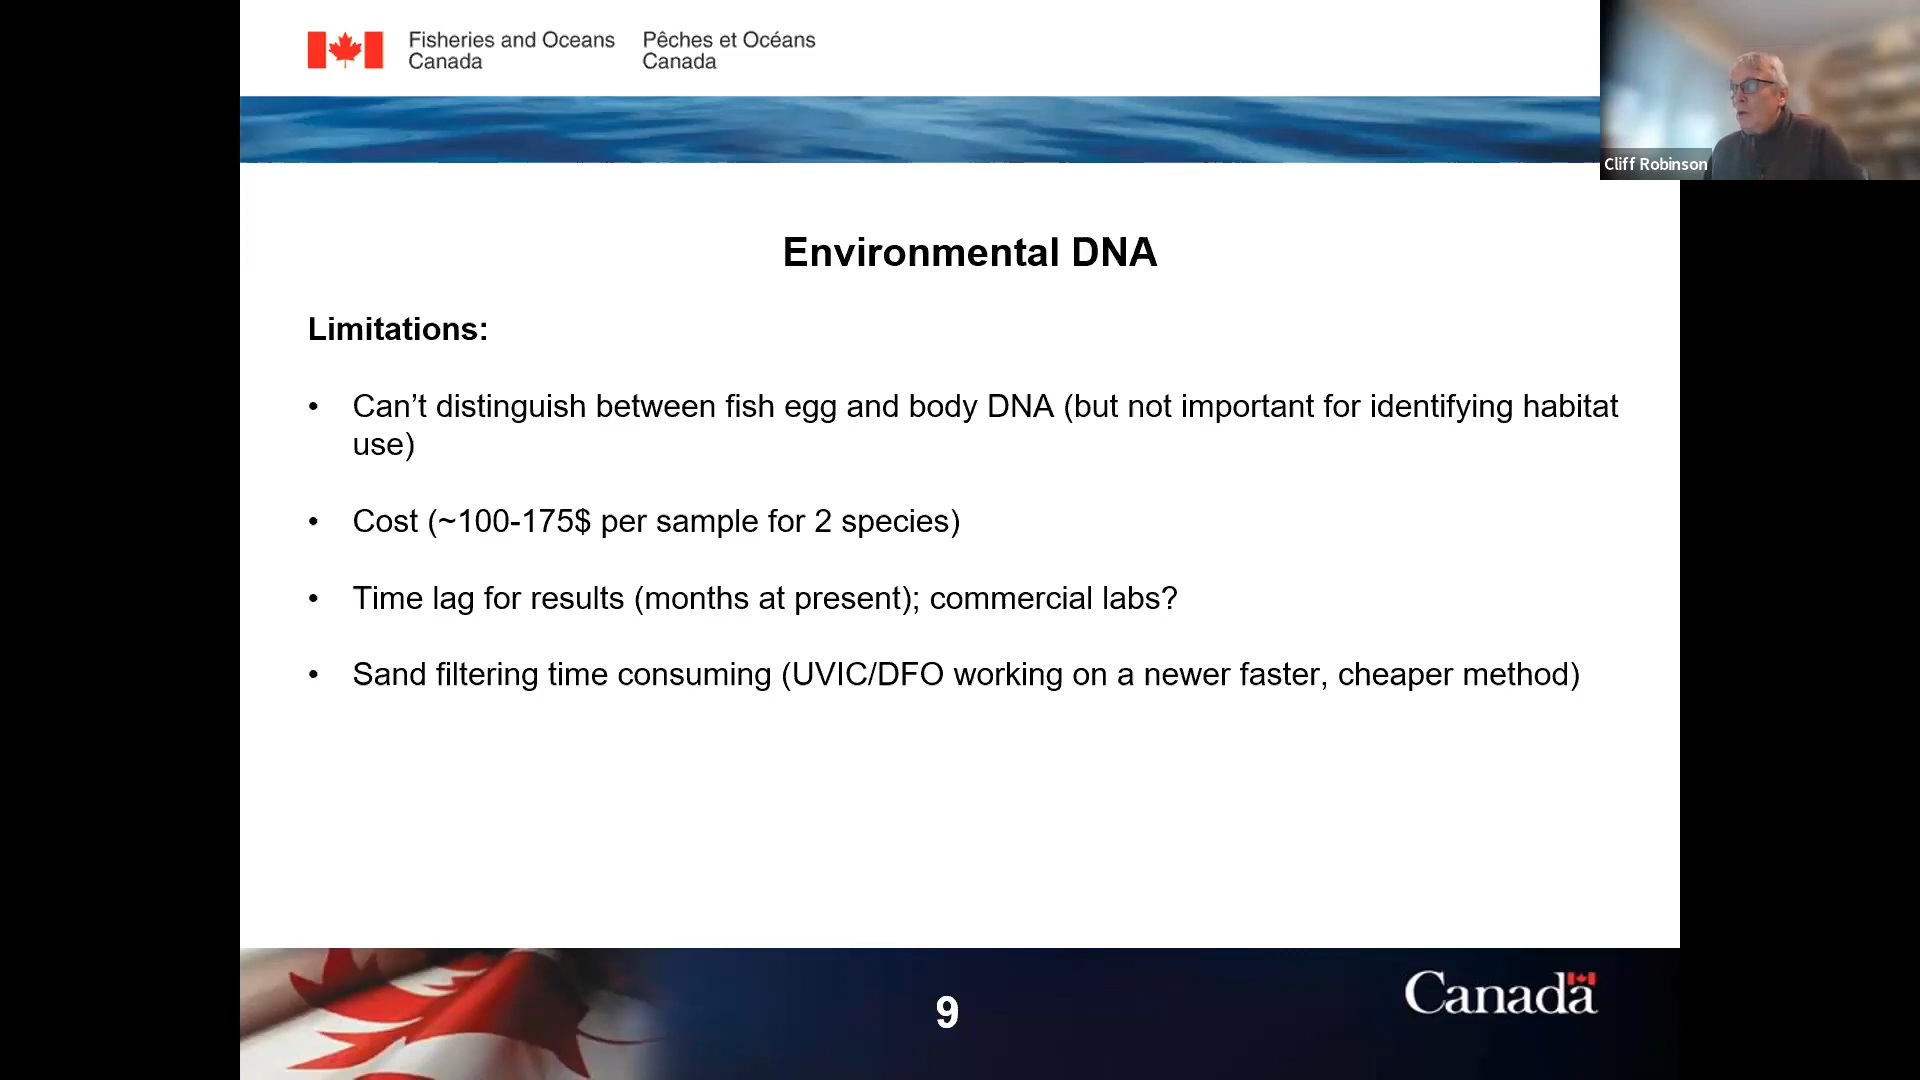 Fisheries and Oceans Pêches et Océans
Canada Canada
Cliff Robinson
Environmental DNA
Limitations:
• Can’t distinguish between fish egg and body DNA (but not important for identifying habitat
use)
• Cost (~100-175$ per sample for 2 species)
• Time lag for results (months at present); commercial labs?
• Sand filtering time consuming (UVIC/DFO working on a newer faster, cheaper method)
9
Canada